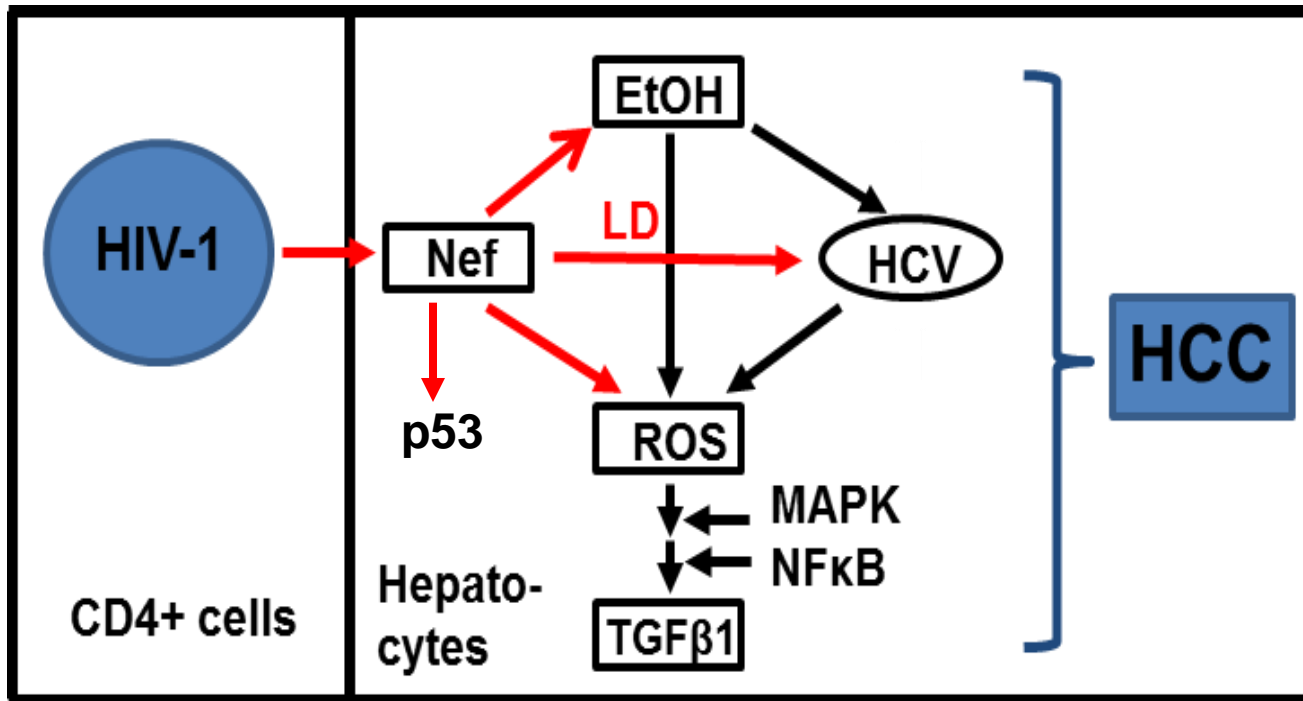 HIV-1
CD4+ cells
EtOH
LD
Nef
HCV
p53
ROS
MAPK
NFκB
TGFβ1
Hepato-
cytes
HCC